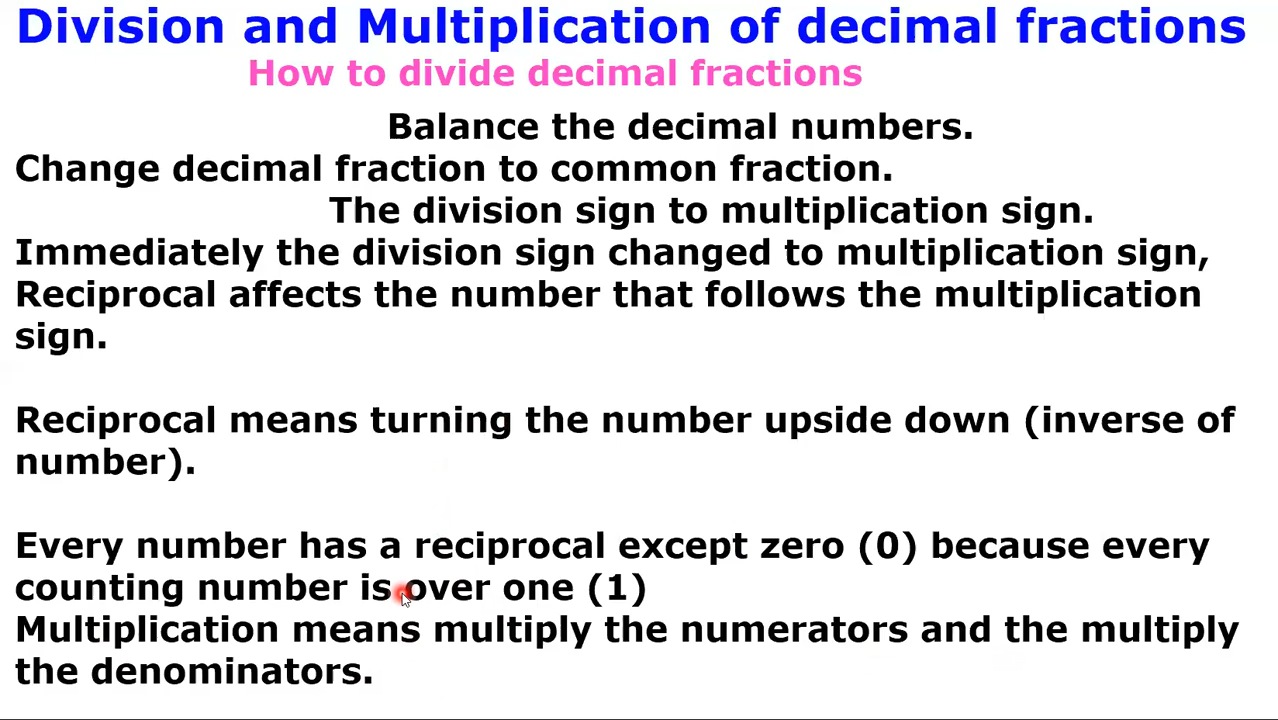 Division and Multiplication of decimal fractions
How to divide decimal fractions
Balance the decimal numbers.
Change decimal fraction to common fraction.
The division sign to multiplication sign.
Immediately the division sign changed to multiplication sign,
Reciprocal affects the number that follows the multiplication
sign.
Reciprocal means turning the number upside down (inverse of
number).
Every number has a reciprocal except zero (0) because every
counting number is over one (1)
Multiplication means multiply the numerators and the multiply
the denominators.